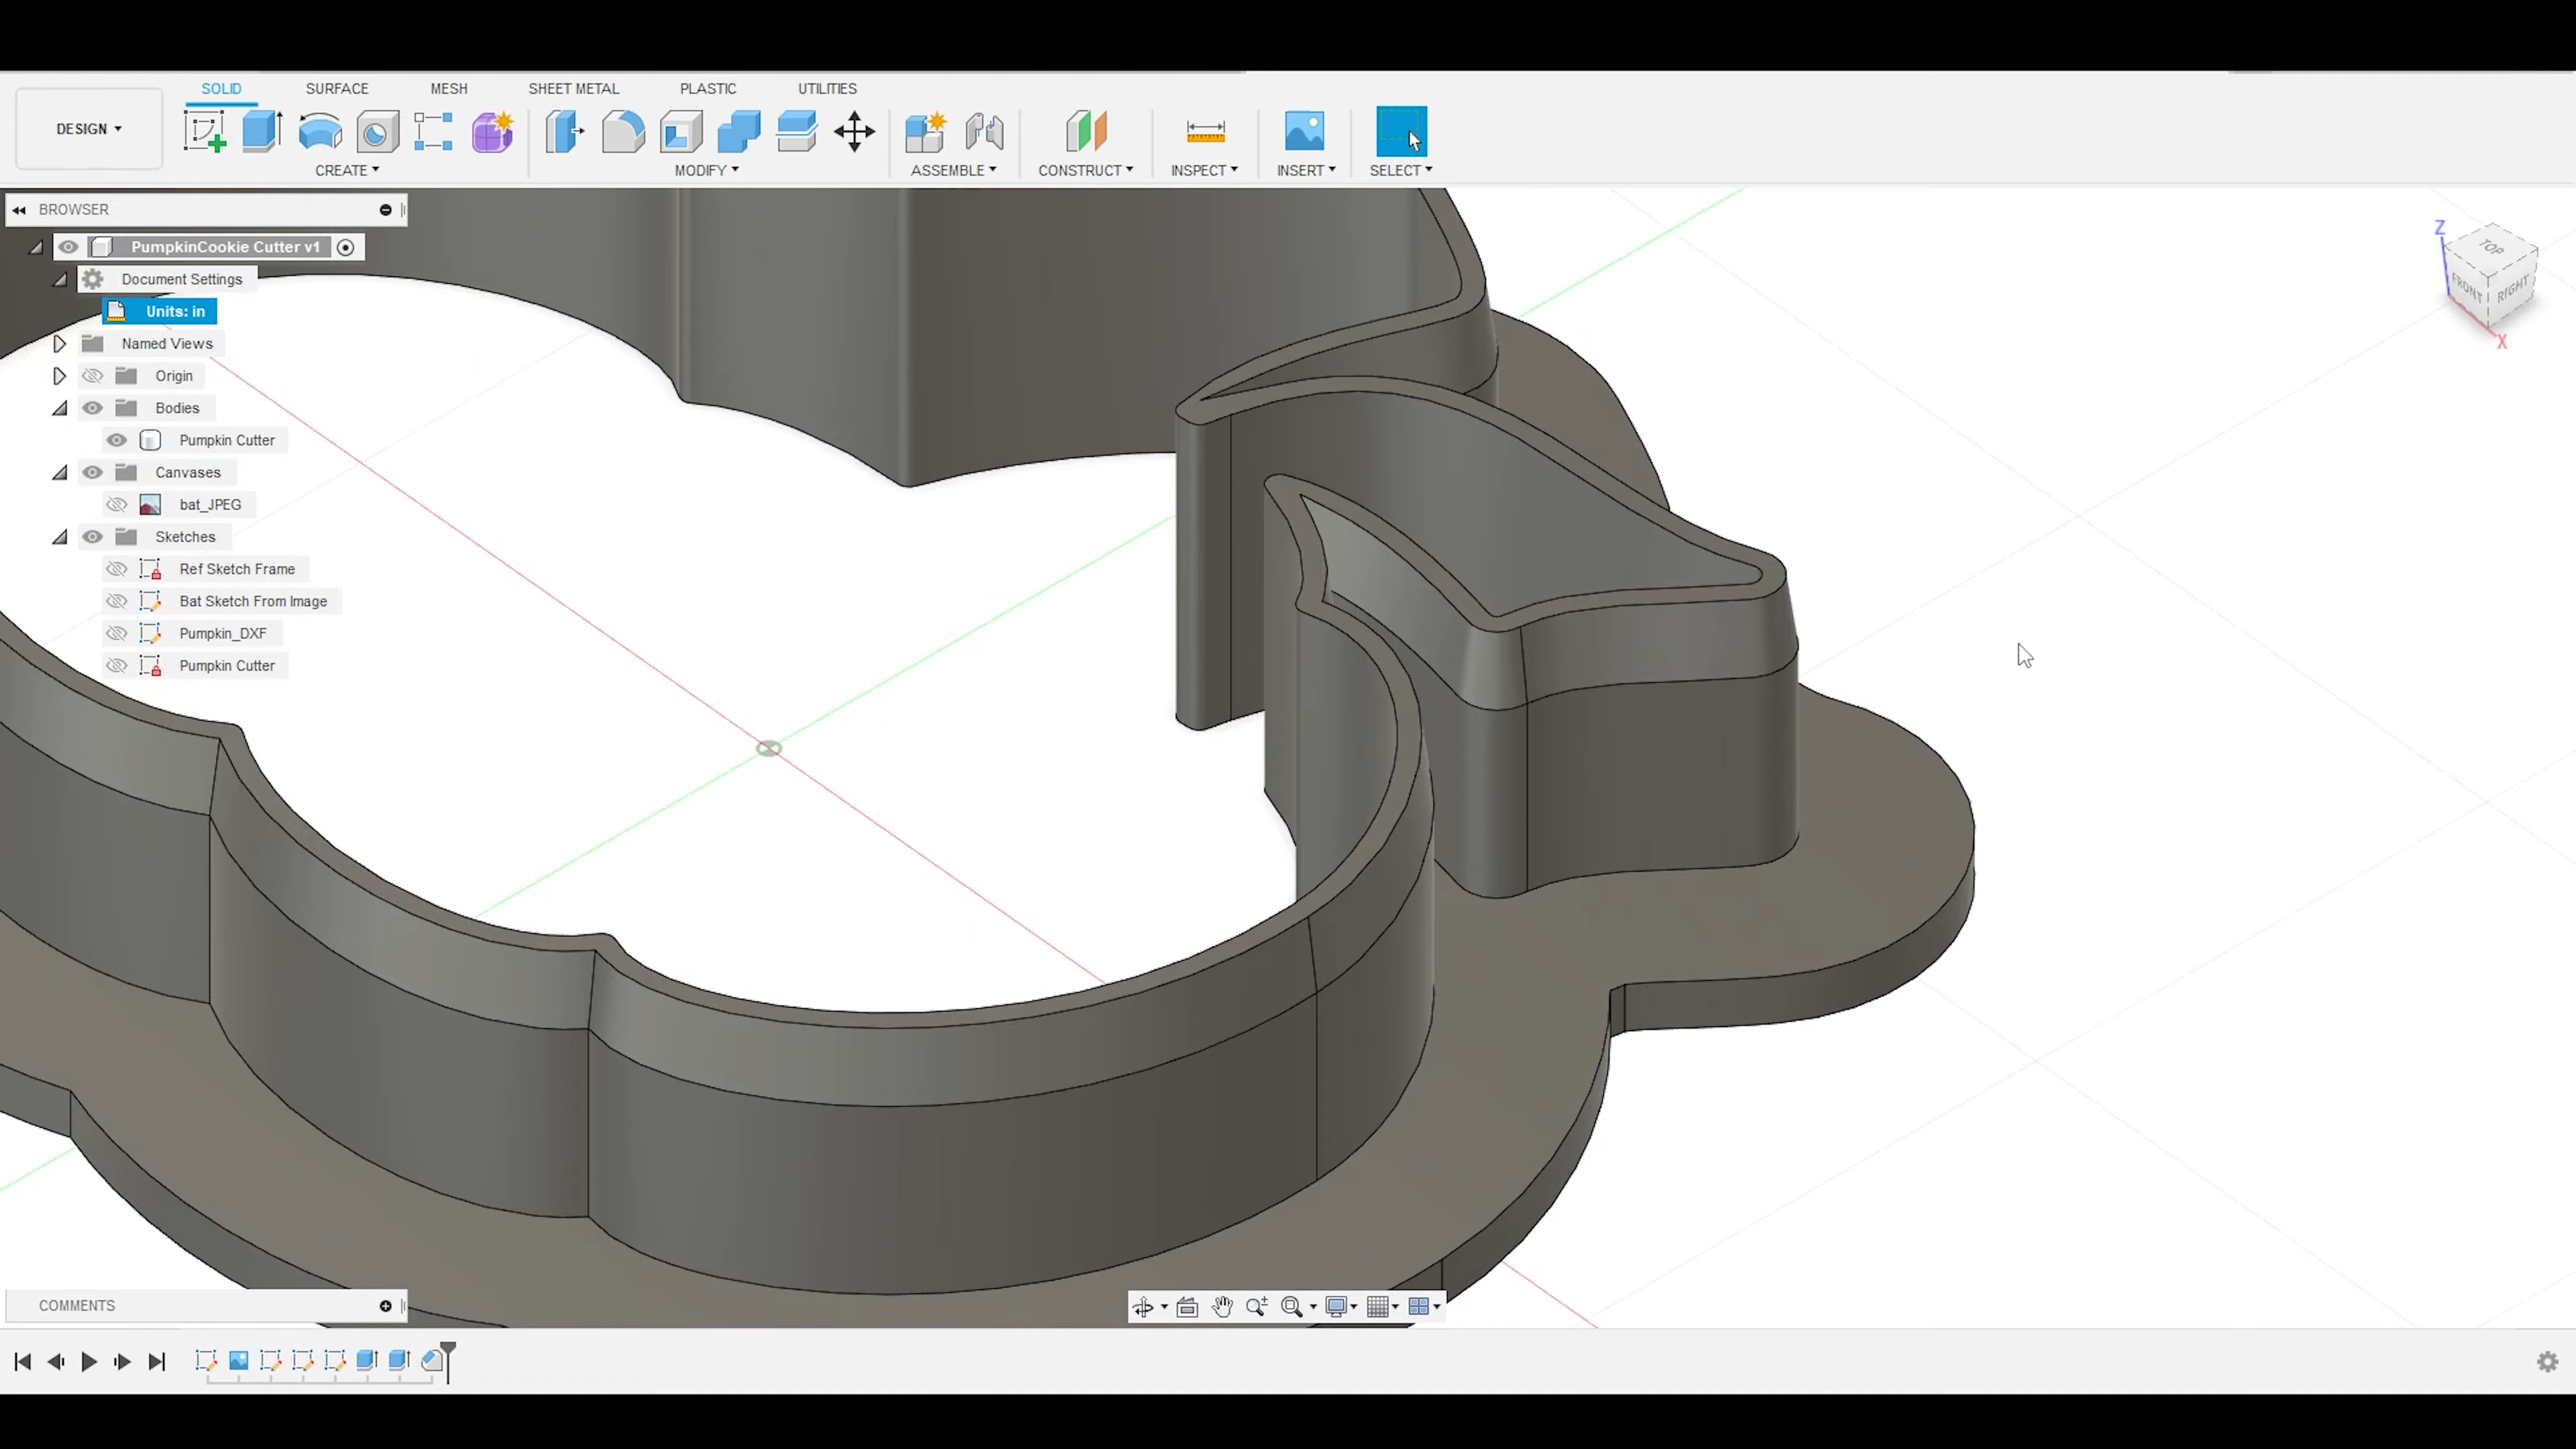 SOLID SURFACE MESH SHEET METAL PLASTIC UTILITIES
DESIGN
CREATE MODIFY ASSEMBLE CONSTRUCT INSPECT INSERT SELECT
BROWSER
PumpkinCookie Cutter v1
Document Settings
Units: in
Named Views
Origin
Bodies
Pumpkin Cutter
Canvases
bat_JPEG
Sketches
Ref Sketch Frame
Bat Sketch From Image
Pumpkin_DXF
Pumpkin Cutter
Z
TOP
FRONT RIGHT
X
COMMENTS